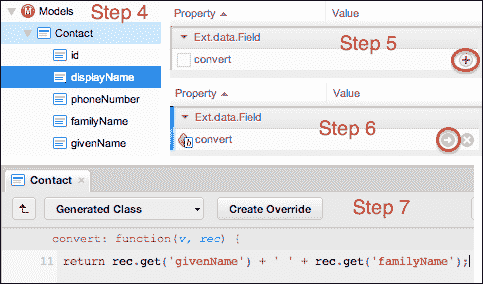 Models
Step 4
Contact
id
displayName
phoneNumber
familyName
givenName
Property Value
Ext.data.Field
Step 5
convert
Property Value
Ext.data.Field
Step 6
convert
Contact
Generated Class
Create Override
Step 7
convert: function(v, rec) {
11 return rec.get('givenName') + ' ' + rec.get('familyName');